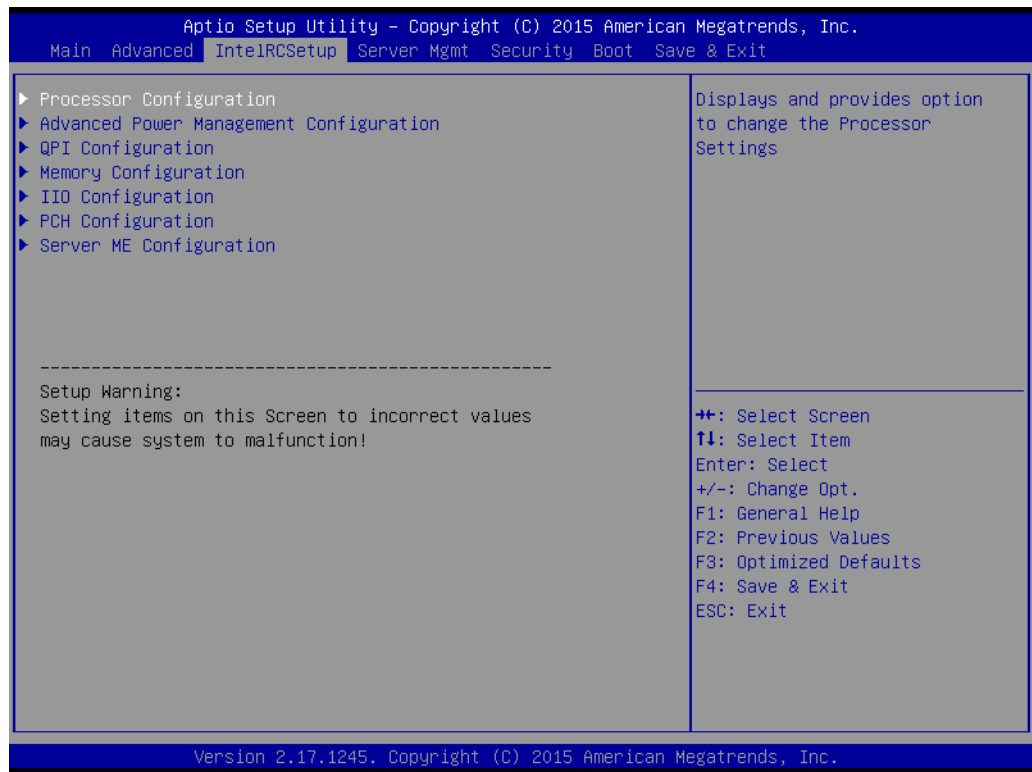 Aptio Setup Utility – Copyright (C) 2015 American Megatrends, Inc.
Main Advanced IntelRCSetup Server Mgmt Security Boot Save & Exit
▶ Processor Configuration
▶ Advanced Power Management Configuration
▶ QPI Configuration
▶ Memory Configuration
▶ IIO Configuration
▶ PCH Configuration
▶ Server ME Configuration
--------------------------------------------------
Setup Warning:
Setting items on this Screen to incorrect values
may cause system to malfunction!
Displays and provides option
to change the Processor
Settings
→←: Select Screen
↑↓: Select Item
Enter: Select
+/-: Change Opt.
F1: General Help
F2: Previous Values
F3: Optimized Defaults
F4: Save & Exit
ESC: Exit
Version 2.17.1245. Copyright (C) 2015 American Megatrends, Inc.